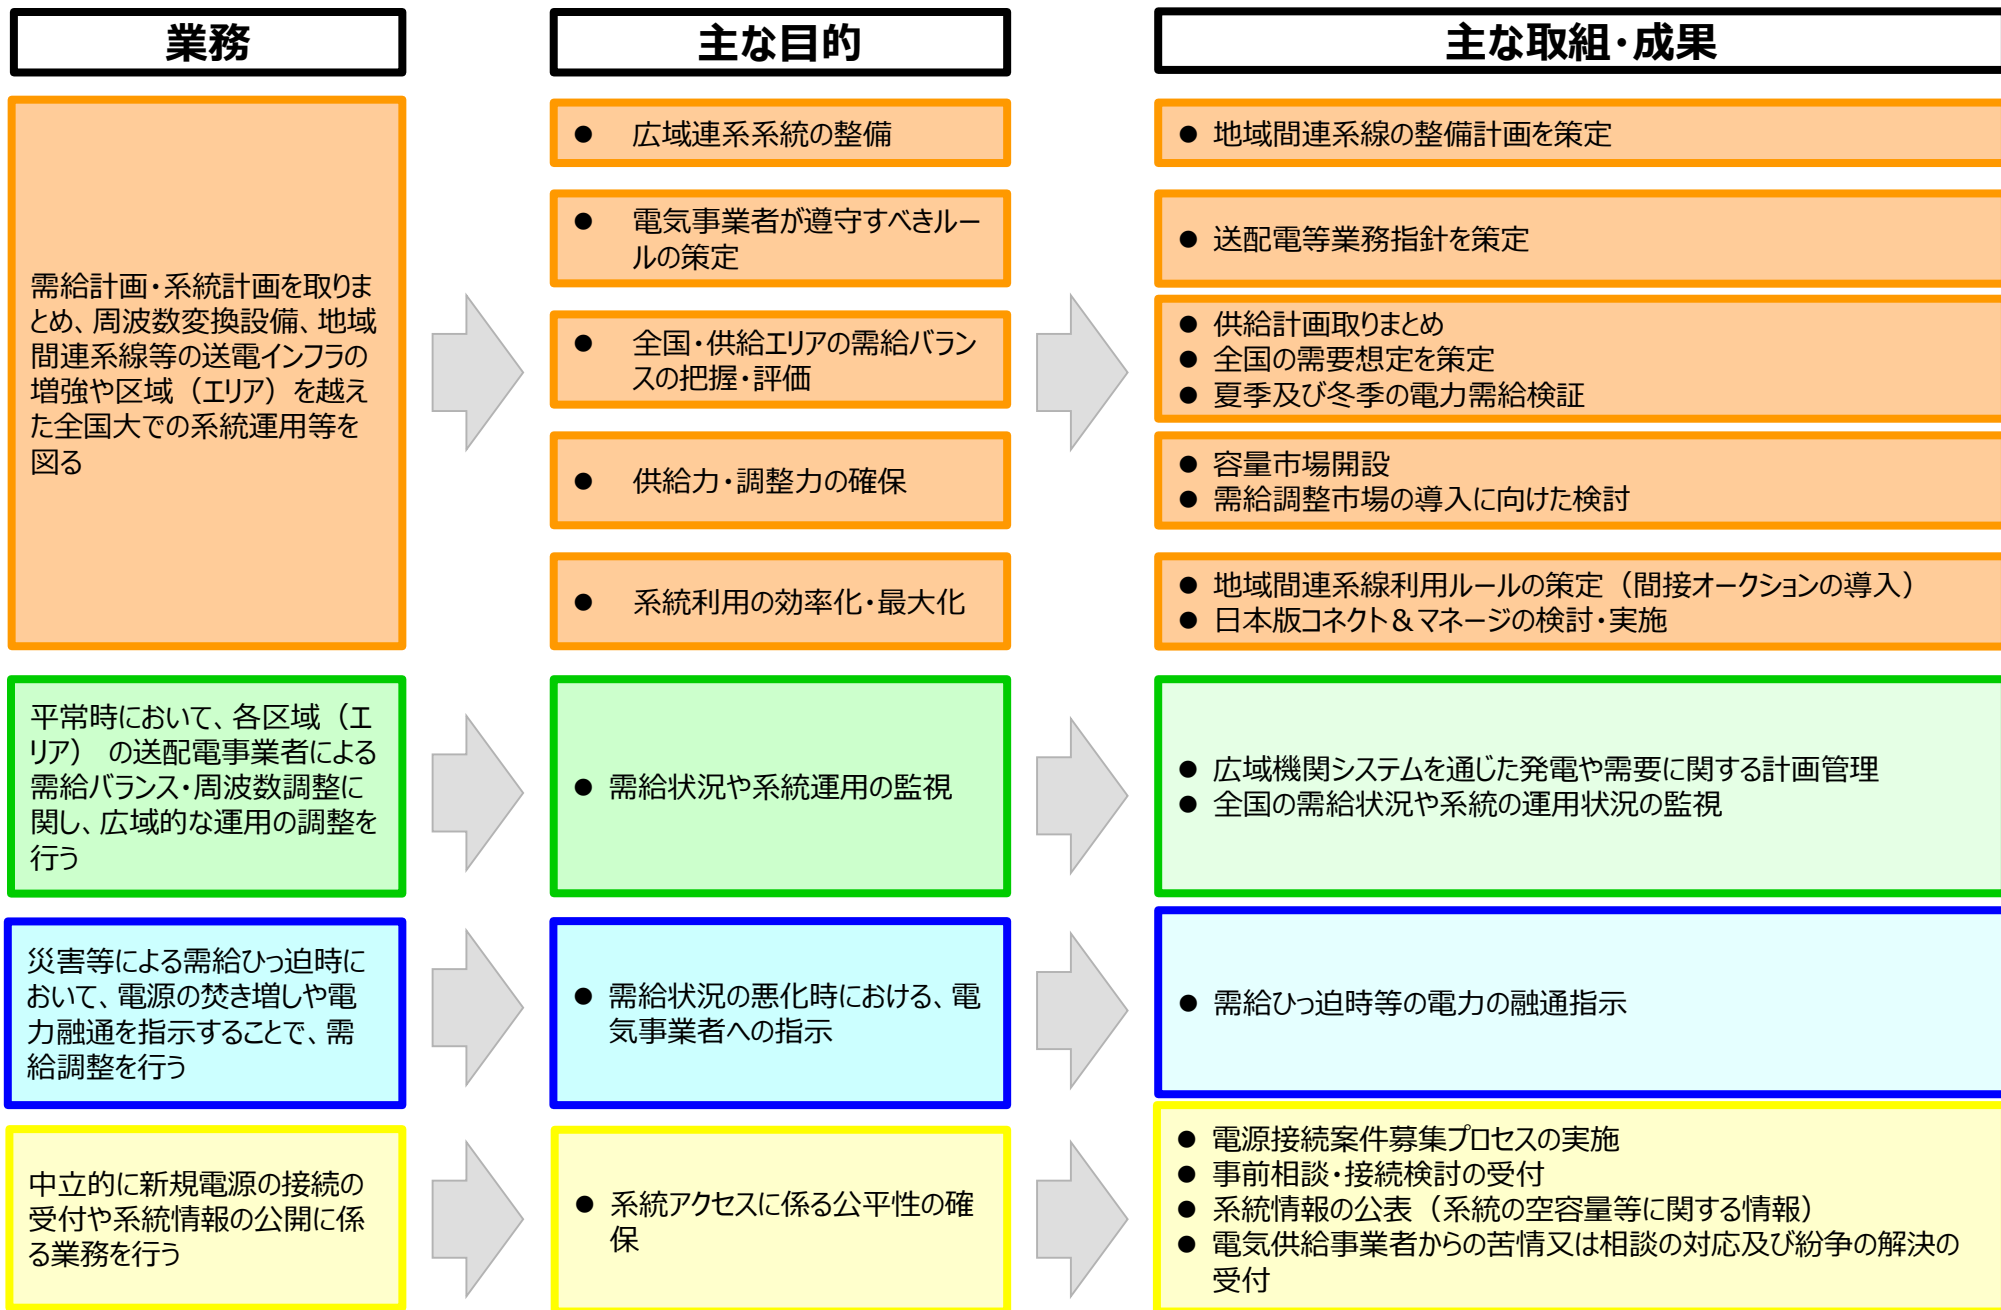 業務
主な目的
主な取組・成果
需給計画・系統計画を取りま
とめ、周波数変換設備、地域
間連系線等の送電インフラの
増強や区域（エリア）を越え
た全国大での系統運用等を
図る
● 広域連系系統の整備
● 電気事業者が遵守すべきルー
ルの策定
● 全国・供給エリアの需給バラン
スの把握・評価
● 供給力・調整力の確保
● 系統利用の効率化・最大化
● 地域間連系線の整備計画を策定
● 送配電等業務指針を策定
● 供給計画取りまとめ
● 全国の需要想定を策定
● 夏季及び冬季の電力需給検証
● 容量市場開設
● 需給調整市場の導入に向けた検討
● 地域間連系線利用ルールの策定（間接オークションの導入）
● 日本版コネクト＆マネージの検討・実施
平常時において、各区域（エ
リア） の送配電事業者による
需給バランス・周波数調整に
関し、広域的な運用の調整を
行う
● 需給状況や系統運用の監視
● 広域機関システムを通じた発電や需要に関する計画管理
● 全国の需給状況や系統の運用状況の監視
災害等による需給ひっ迫時に
おいて、電源の焚き増しや電
力融通を指示することで、需
給調整を行う
● 需給状況の悪化時における、電
気事業者への指示
● 需給ひっ迫時等の電力の融通指示
中立的に新規電源の接続の
受付や系統情報の公開に係
る業務を行う
● 系統アクセスに係る公平性の確
保
● 電源接続案件募集プロセスの実施
● 事前相談・接続検討の受付
● 系統情報の公表（系統の空容量等に関する情報）
● 電気供給事業者からの苦情又は相談の対応及び紛争の解決の
受付